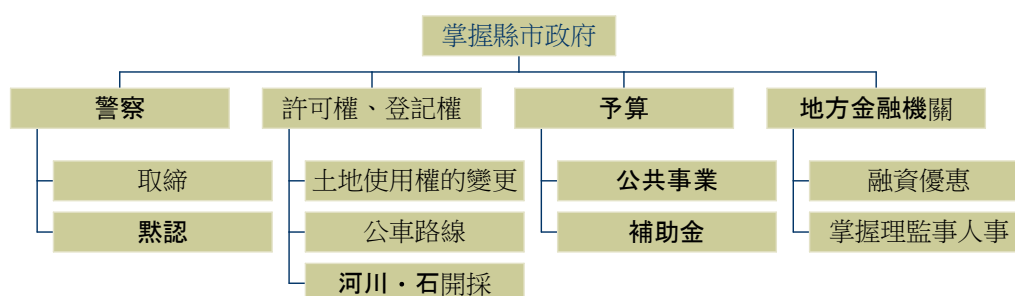 掌握縣市政府
警察
許可權、登記權
予算
地方金融機關
取締
土地使用權的變更
公共事業
融資優惠
默認
公車路線
補助金
掌握理監事人事
河川・石開採